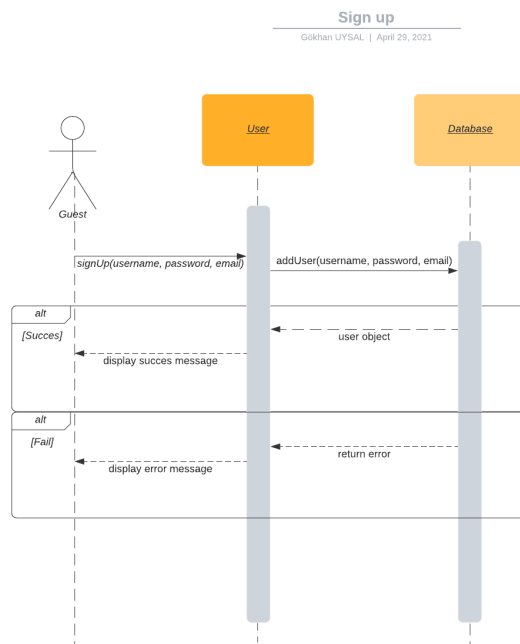 Sign up
Gökhan UYSAL | April 29, 2021
User
Database
Guest
signUp(username, password, email)
addUser(username, password, email)
alt
[Succes]
user object
display succes message
alt
[Fail]
return error
display error message